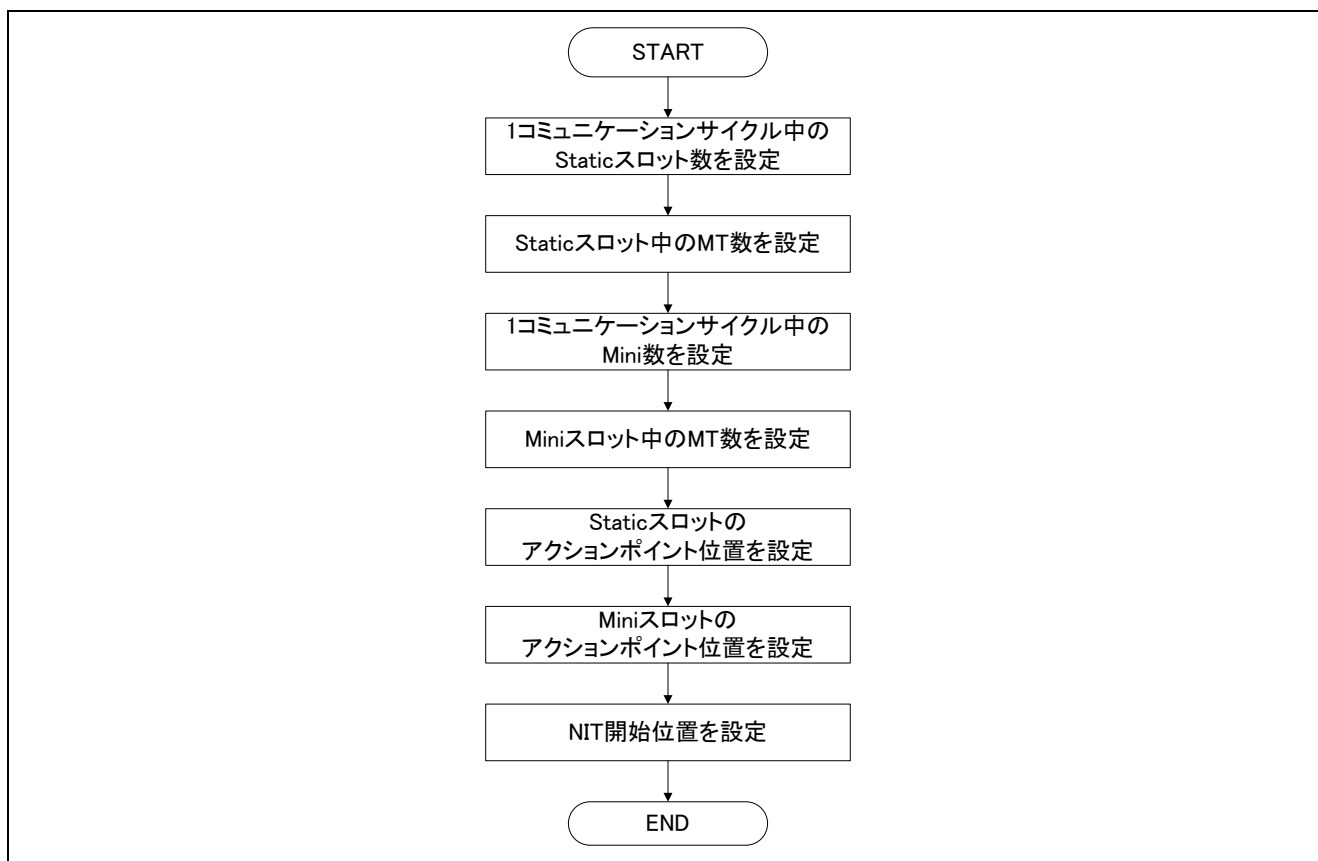 START
1コミュニケーションサイクル中の
Staticスロット数を設定
Staticスロット中のMT数を設定
1コミュニケーションサイクル中の
Mini数を設定
Miniスロット中のMT数を設定
Staticスロットの
アクションポイント位置を設定
Miniスロットの
アクションポイント位置を設定
NIT開始位置を設定
END